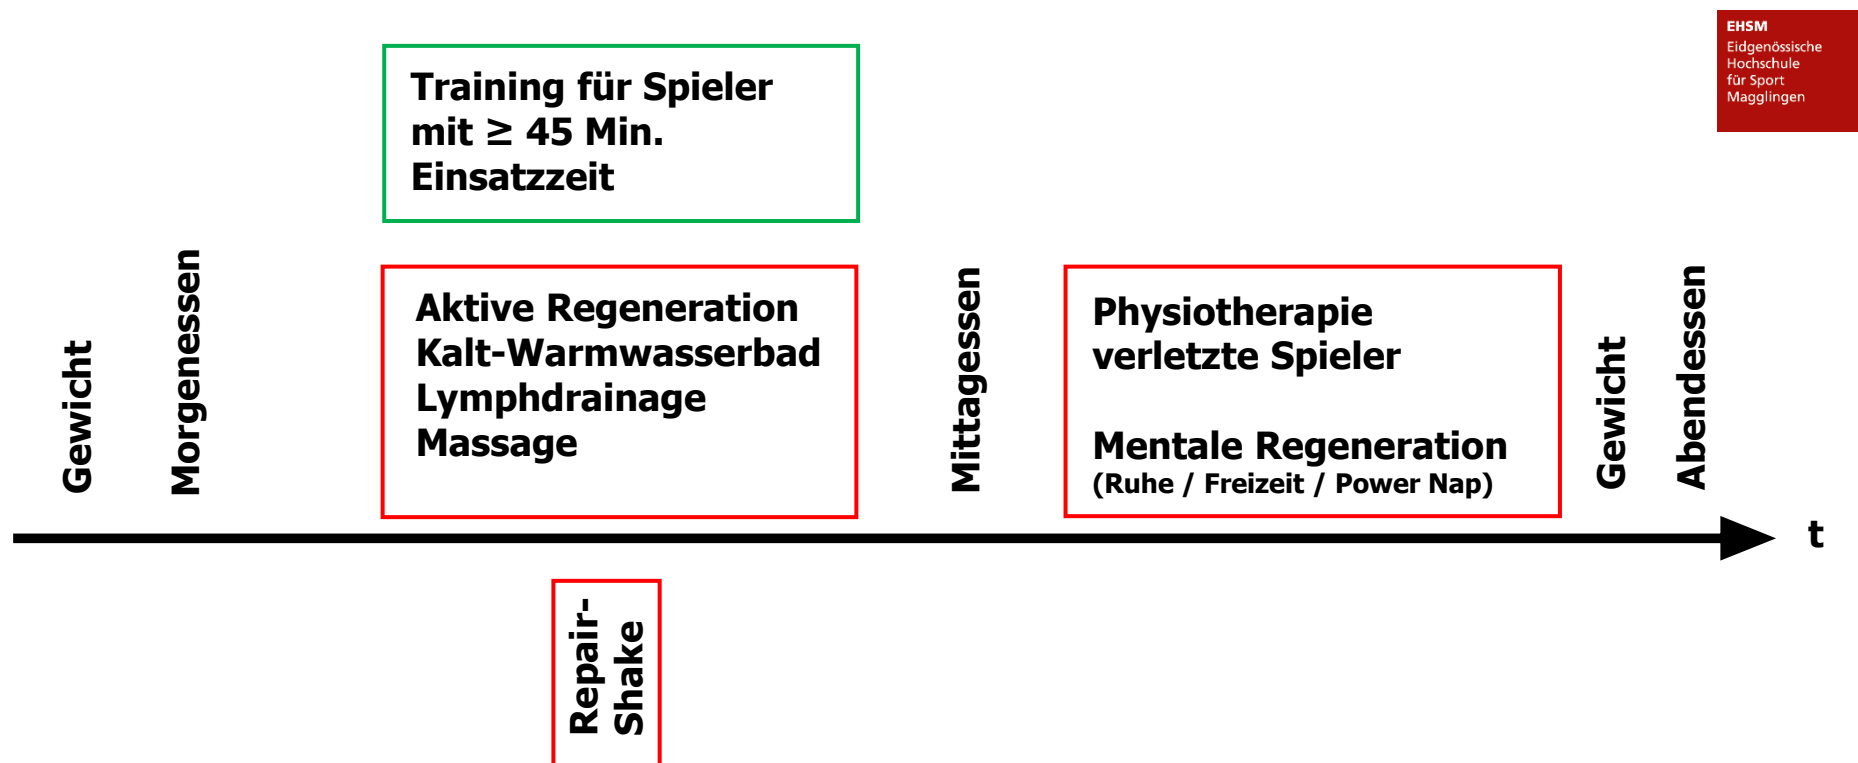 EHSM
Eidgenössische
Hochschule
für Sport
Magglingen
Training für Spieler
mit ≥ 45 Min.
Einsatzzeit
Gewicht
Morgenessen
Aktive Regeneration
Kalt-Warmwasserbad
Lymphdrainage
Massage
Mittagessen
Physiotherapie
verletzte Spieler
Mentale Regeneration
(Ruhe / Freizeit / Power Nap)
Gewicht
Abendessen
t
Repair-
Shake